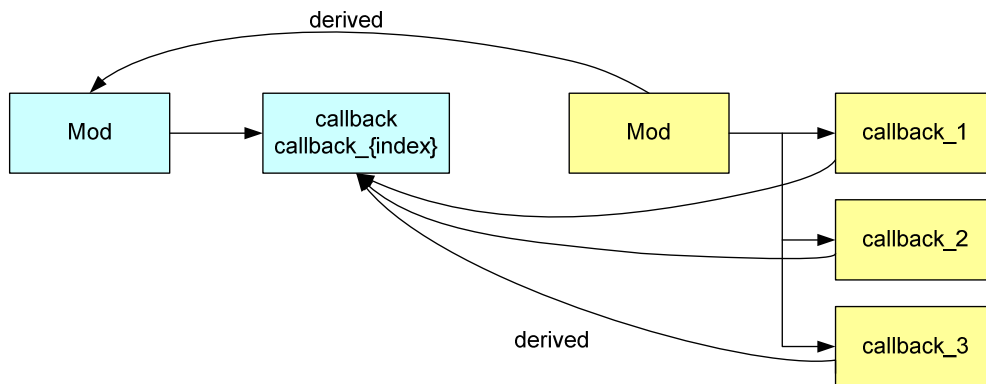 derived
Mod
callback
callback_{index}
Mod
callback_1
callback_2
derived
callback_3